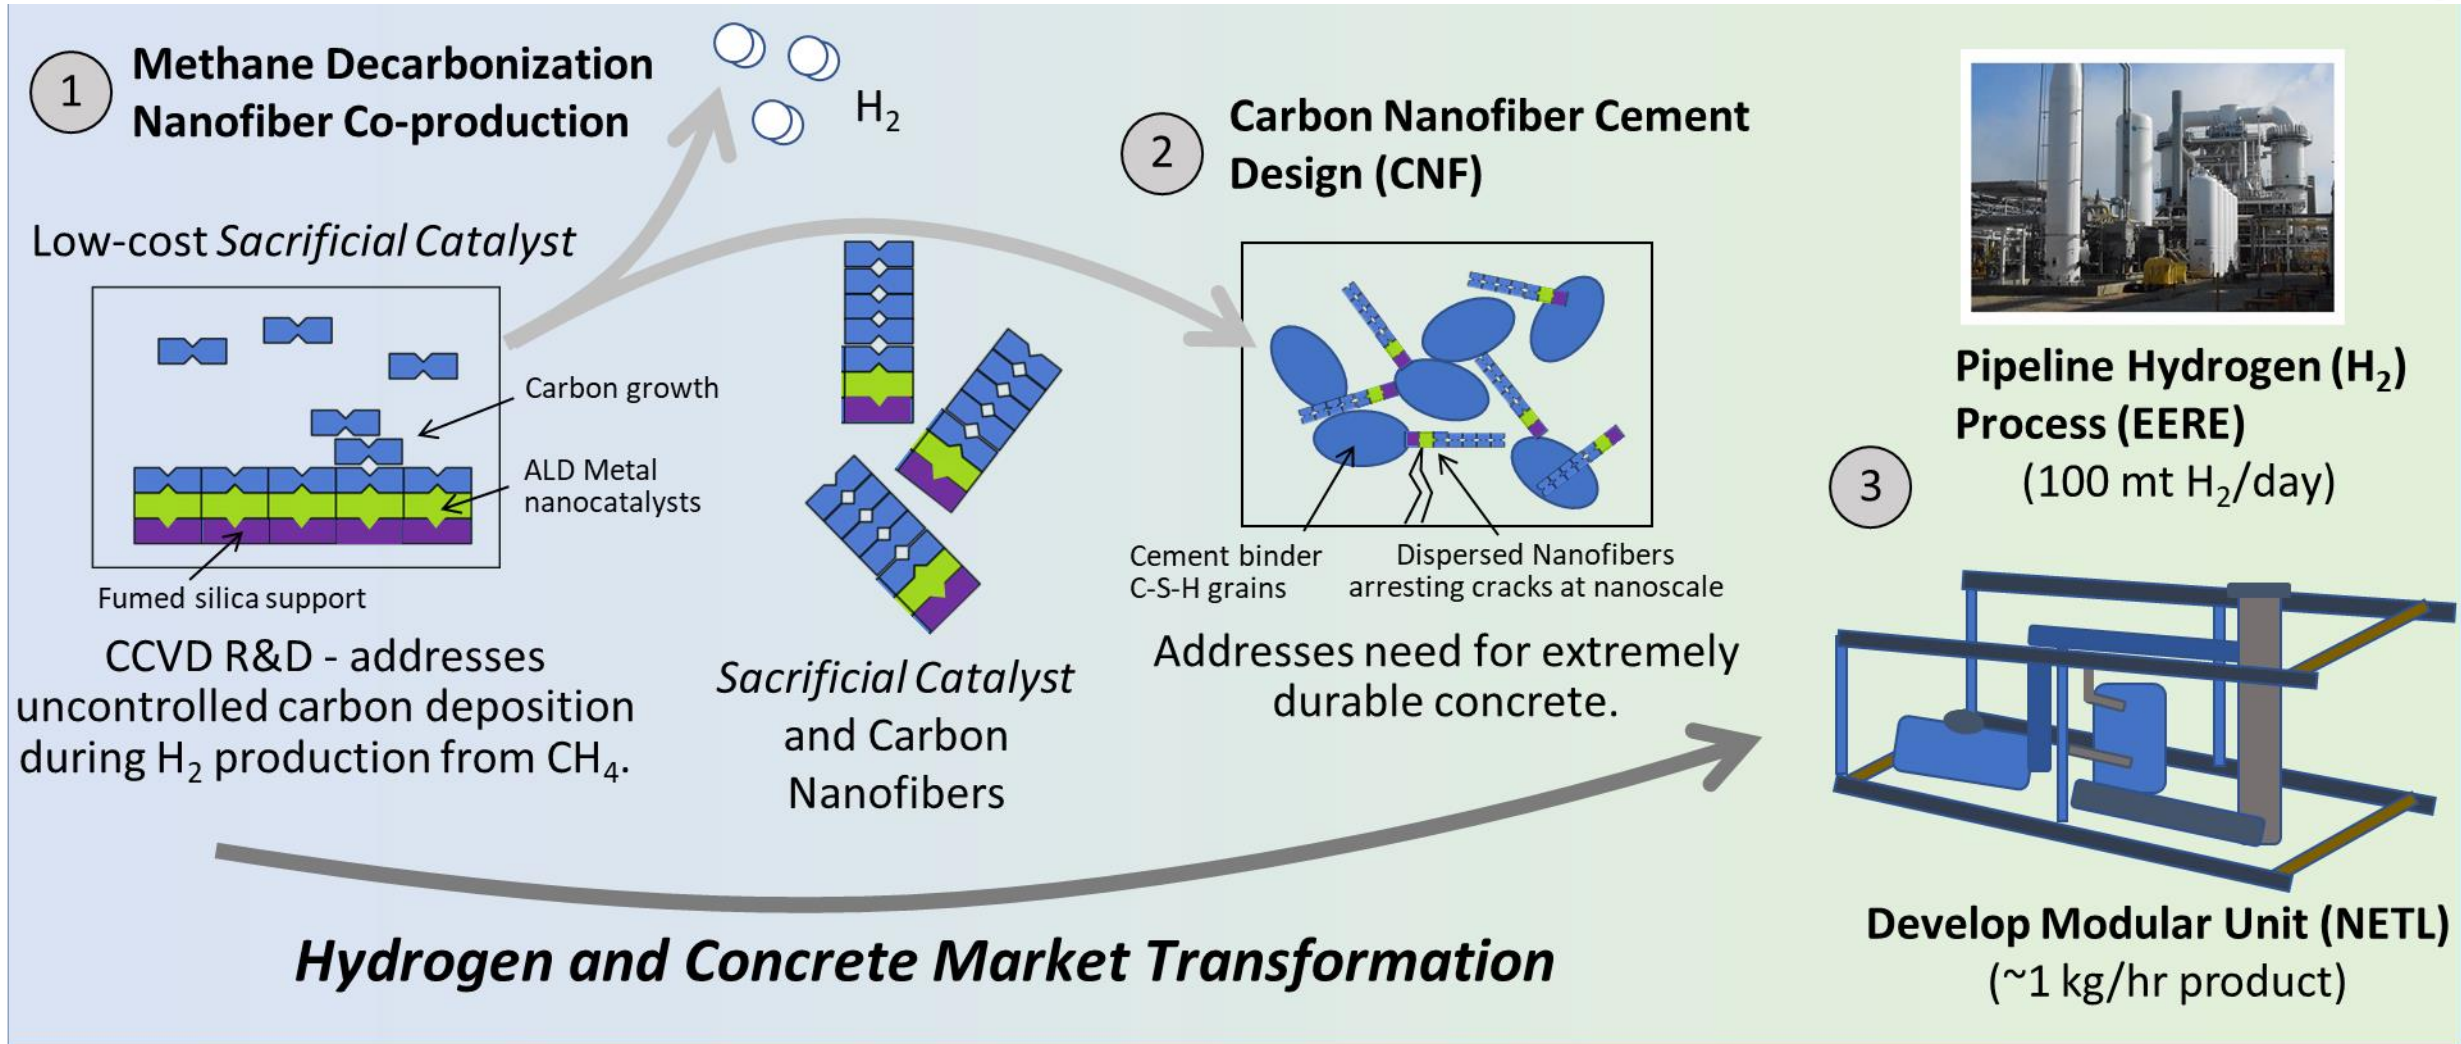 1
Methane Decarbonization
Nanofiber Co-production
H₂
Low-cost Sacrificial Catalyst
Carbon growth
ALD Metal
nanocatalysts
Fumed silica support
CCVD R&D - addresses
uncontrolled carbon deposition
during H₂ production from CH₄.
Sacrificial Catalyst
and Carbon
Nanofibers
2
Carbon Nanofiber Cement
Design (CNF)
Cement binder
C-S-H grains
Dispersed Nanofibers
arresting cracks at nanoscale
Addresses need for extremely
durable concrete.
3
Pipeline Hydrogen (H₂)
Process (EERE)
(100 mt H₂/day)
Develop Modular Unit (NETL)
(~1 kg/hr product)
Hydrogen and Concrete Market Transformation